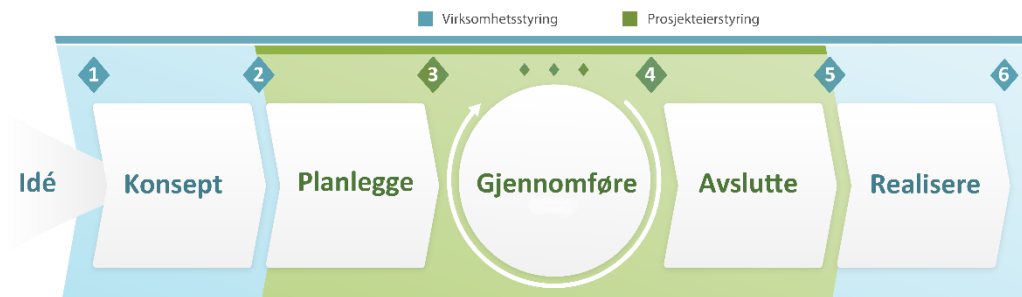 Virksomhetsstyring
Prosjekteierstyring
1
2
3
4
5
6
Idé
Konsept
Planlegge
Gjennomføre
Avslutte
Realisere